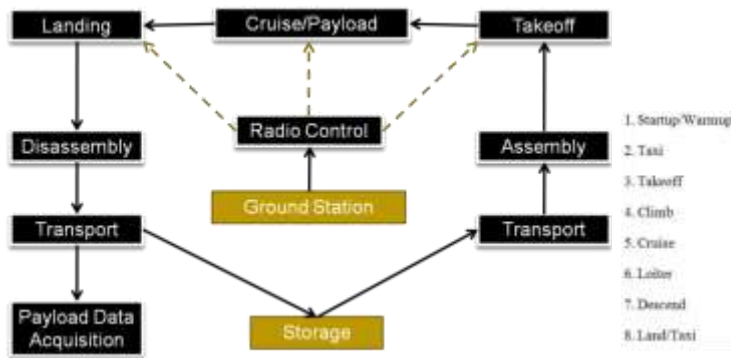 Landing
Cruise/Payload
Takeoff
Radio Control
Disassembly
Assembly
Ground Station
Transport
Transport
Payload Data
Acquisition
Storage
1. Startup/Warmup
2. Taxi
3. Takeoff
4. Climb
5. Cruise
6. Loiter
7. Descend
8. Land/Taxi